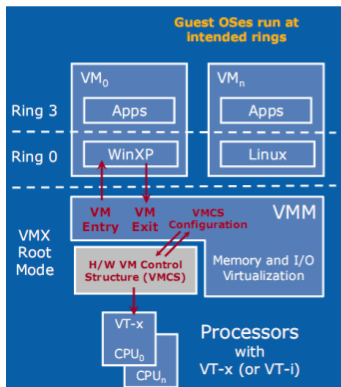 Guest OSes run at
intended rings
VM0
VMn
Ring 3
Apps
Apps
Ring 0
WinXP
Linux
VM
Entry
VM
Exit
VMCS
Configuration
VMM
VMX
Root
Mode
H/W VM Control
Structure (VMCS)
Memory and I/O
Virtualization
VT-x
CPU0
CPUn
Processors
with
VT-x (or VT-i)